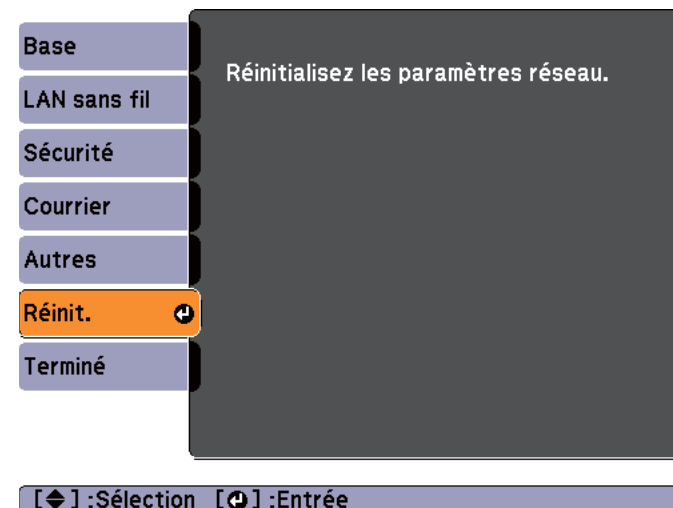 Base
Réinitialisez les paramètres réseau.
LAN sans fil
Sécurité
Courrier
Autres
Réinit.
Terminé
[◆] :Sélection [⏎] :Entrée